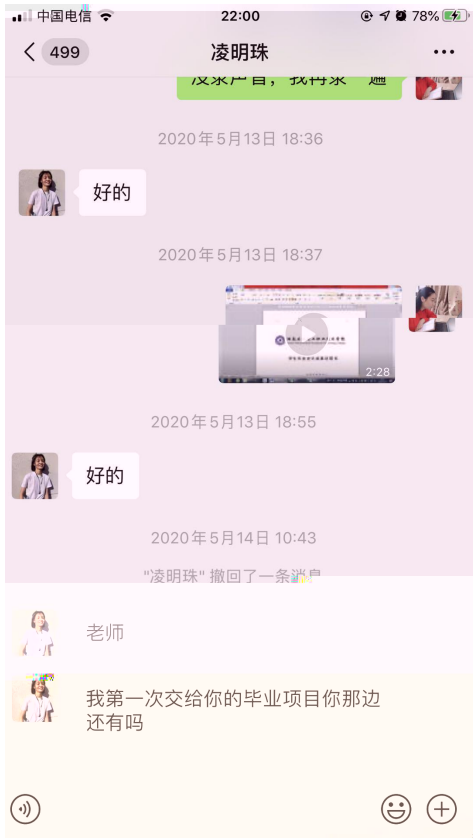 中国电信
22:00
78%
499
凌明珠
没录声音，我再录一遍
2020年5月13日 18:36
好的
2020年5月13日 18:37
2:28
2020年5月13日 18:55
好的
2020年5月14日 10:43
"凌明珠" 撤回了一条消息
老师
我第一次交给你的毕业项目你那边
还有吗